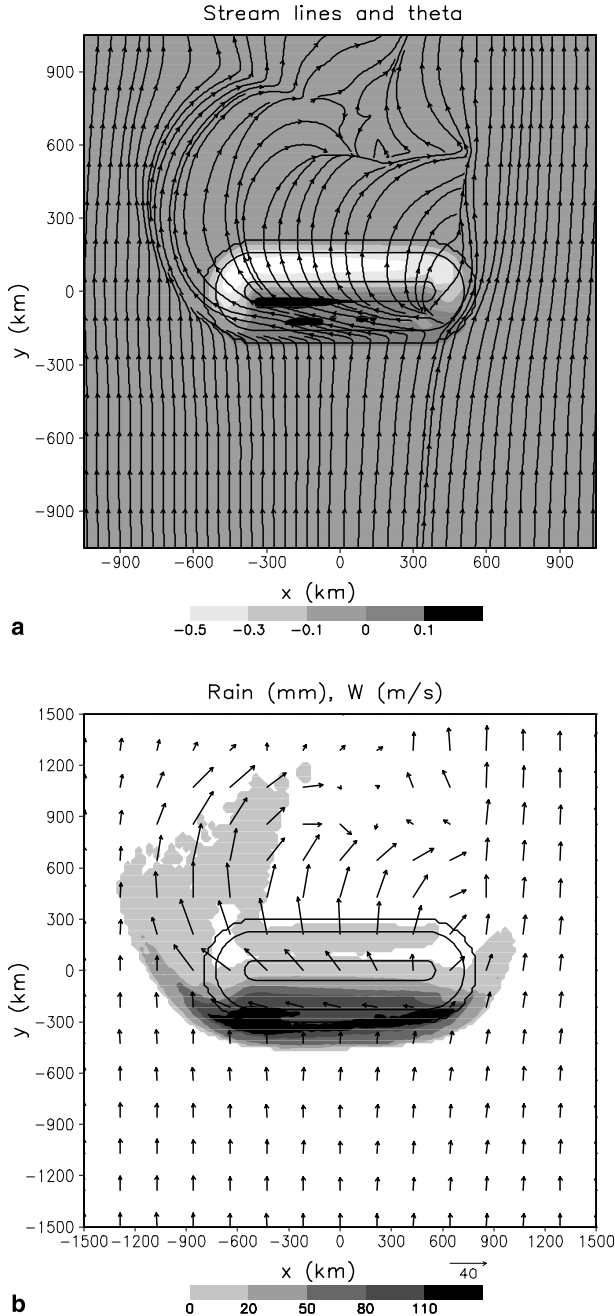 Stream lines and theta
900
600
300
0
−300
−600
−900
y (km)
−900 −600 −300 0 300 600 900
x (km)
a
−0.5 −0.3 −0.1 0 0.1
Rain (mm), W (m/s)
1500
1200
900
600
300
0
−300
−600
−900
−1200
−1500
y (km)
−1500 −1200 −900 −600 −300 0 300 600 900 1200 1500
x (km)
40
b
0 20 50 80 110